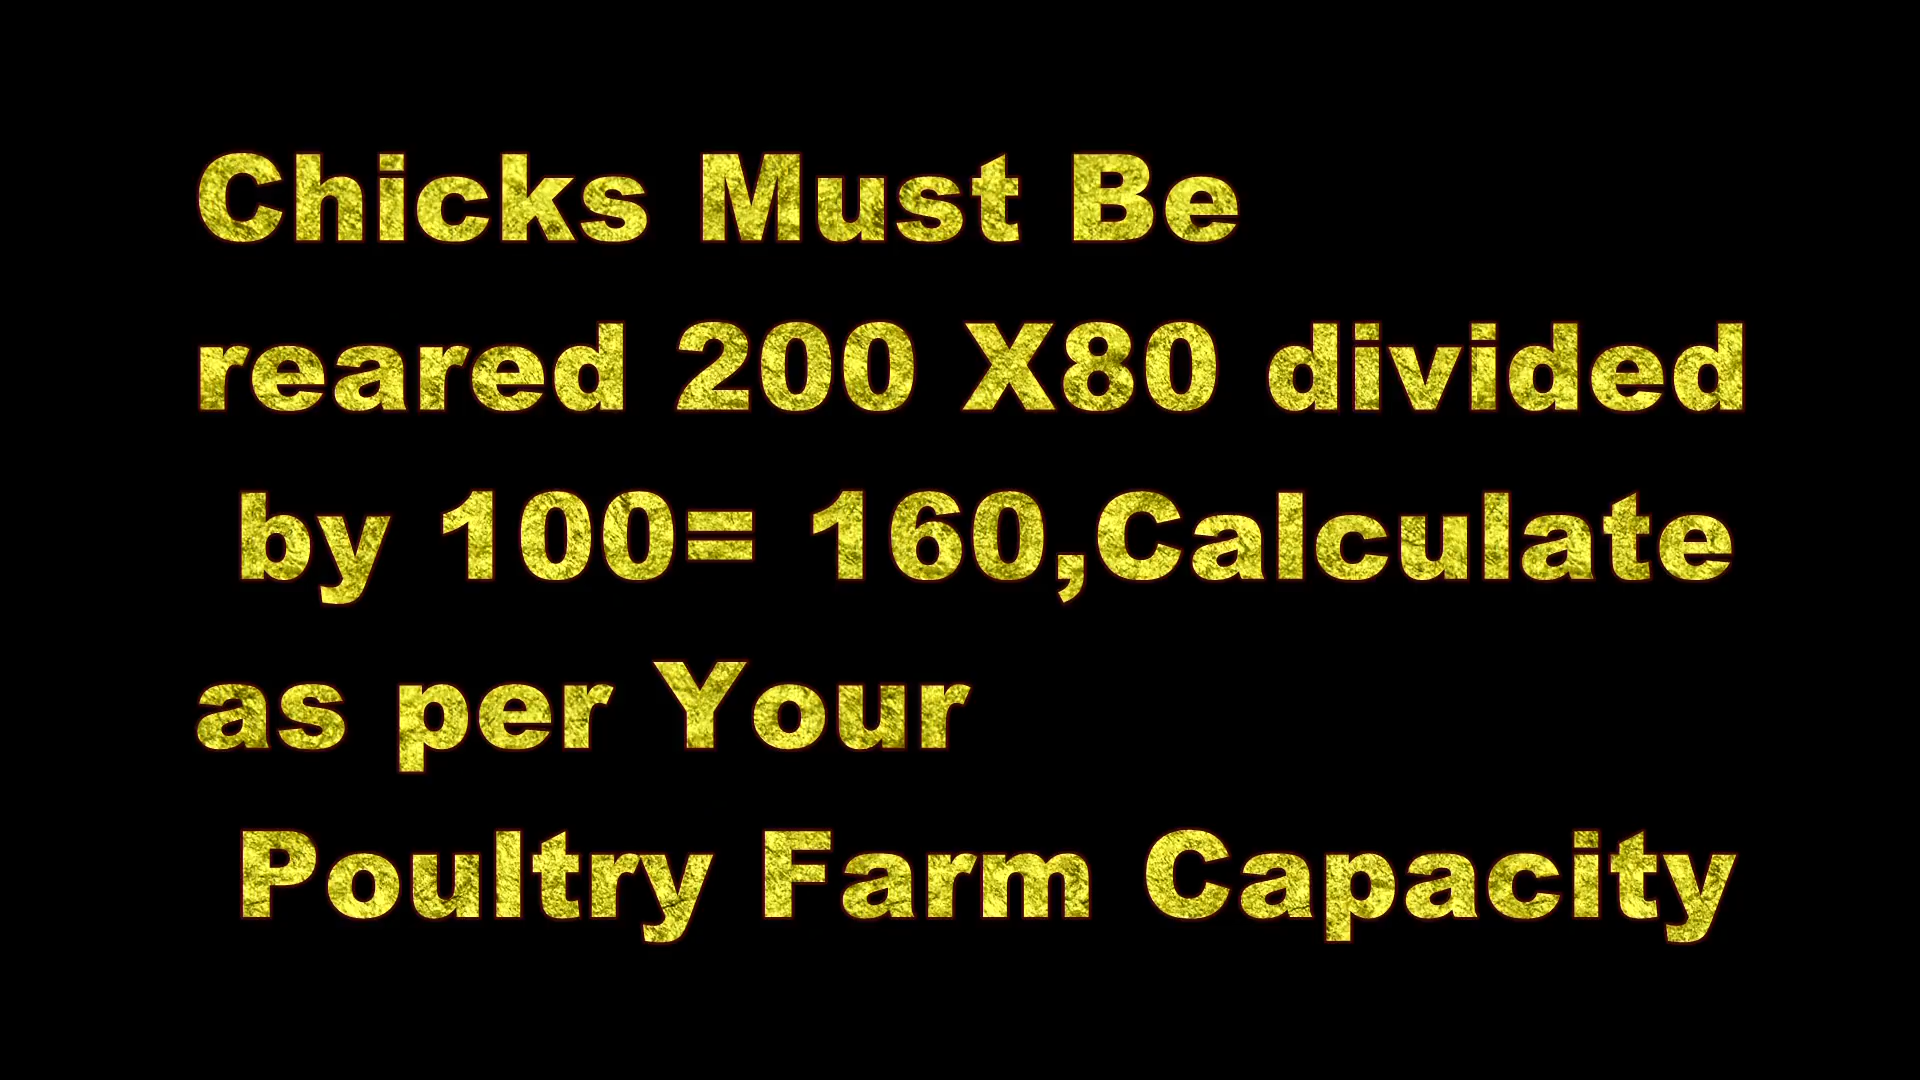 Chicks Must Be
reared 200 X80 divided
by 100= 160,Calculate
as per Your
Poultry Farm Capacity